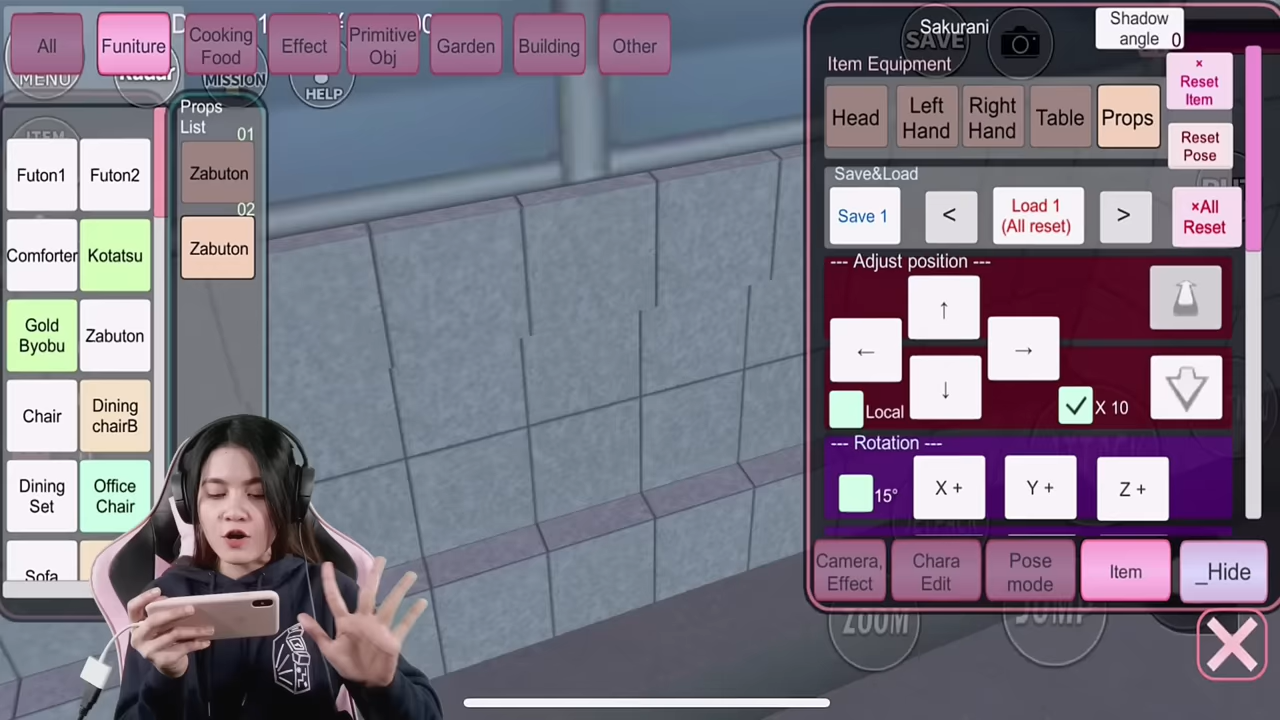 All
Funiture
Cooking
Food
Effect
Primitive
Obj
Garden
Building
Other
MENU
Radar
MISSION
HELP
SAVE
ITEM
Props
List
01
Zabuton
02
Zabuton
Futon1
Futon2
Comforter
Kotatsu
Gold
Byobu
Zabuton
Chair
Dining
chairB
Dining
Set
Office
Chair
Sofa
Sakurani
Shadow
angle 0
Item Equipment
Head
Left
Hand
Right
Hand
Table
Props
×
Reset
Item
Reset
Pose
Save&Load
Save 1
<
Load 1
(All reset)
>
×All
Reset
--- Adjust position ---
↑
←
→
↓
Local
X 10
--- Rotation ---
15°
X +
Y +
Z +
Camera,
Effect
Chara
Edit
Pose
mode
Item
_Hide
ZOOM
JUMP